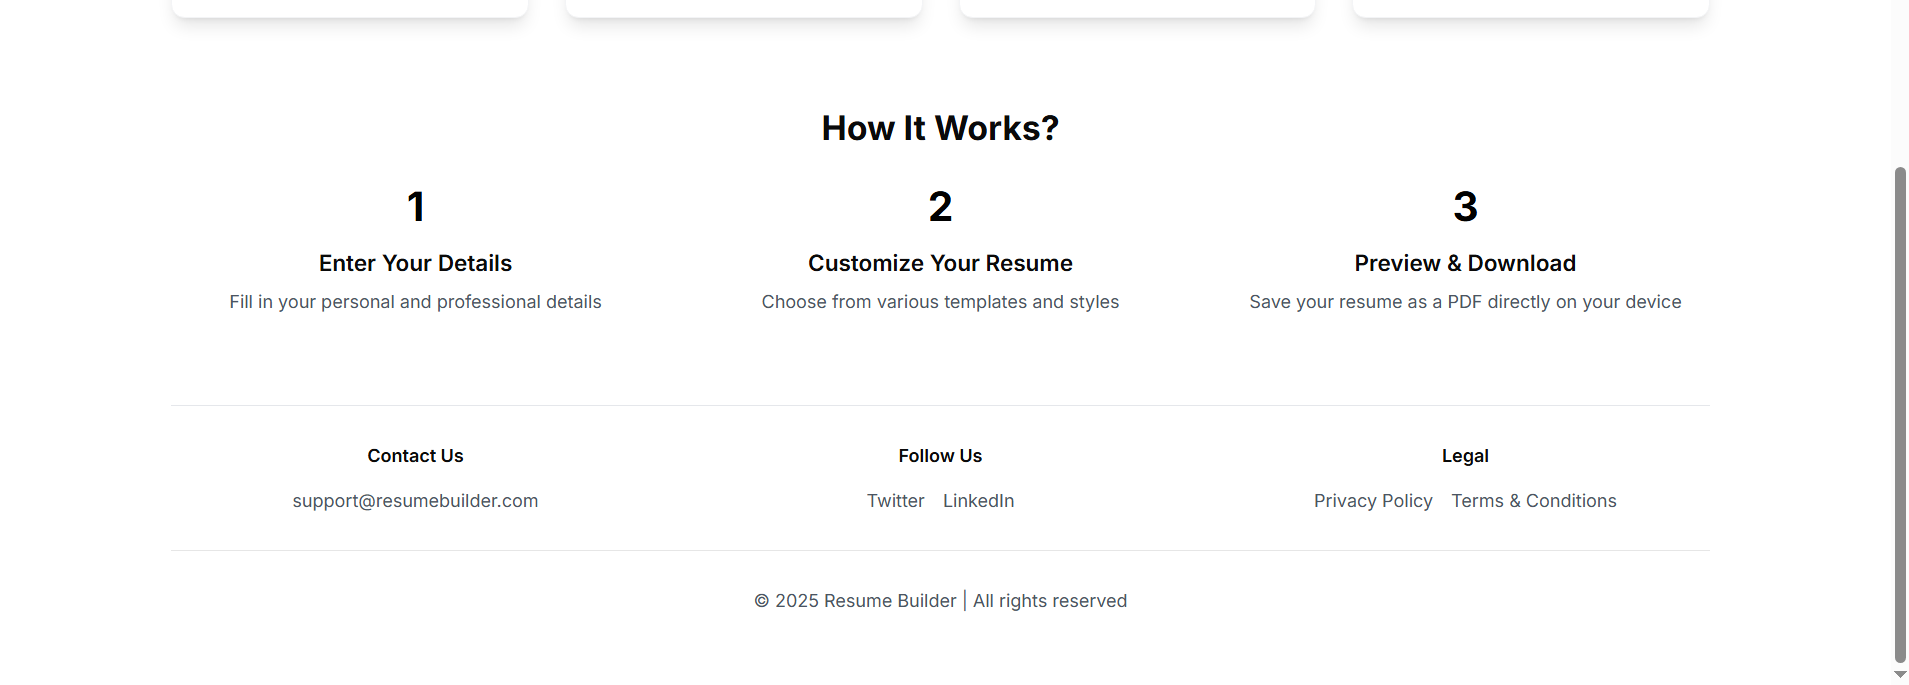 How It Works?
1
Enter Your Details
Fill in your personal and professional details
2
Customize Your Resume
Choose from various templates and styles
3
Preview & Download
Save your resume as a PDF directly on your device
Contact Us
support@resumebuilder.com
Follow Us
Twitter LinkedIn
Legal
Privacy Policy Terms & Conditions
© 2025 Resume Builder | All rights reserved